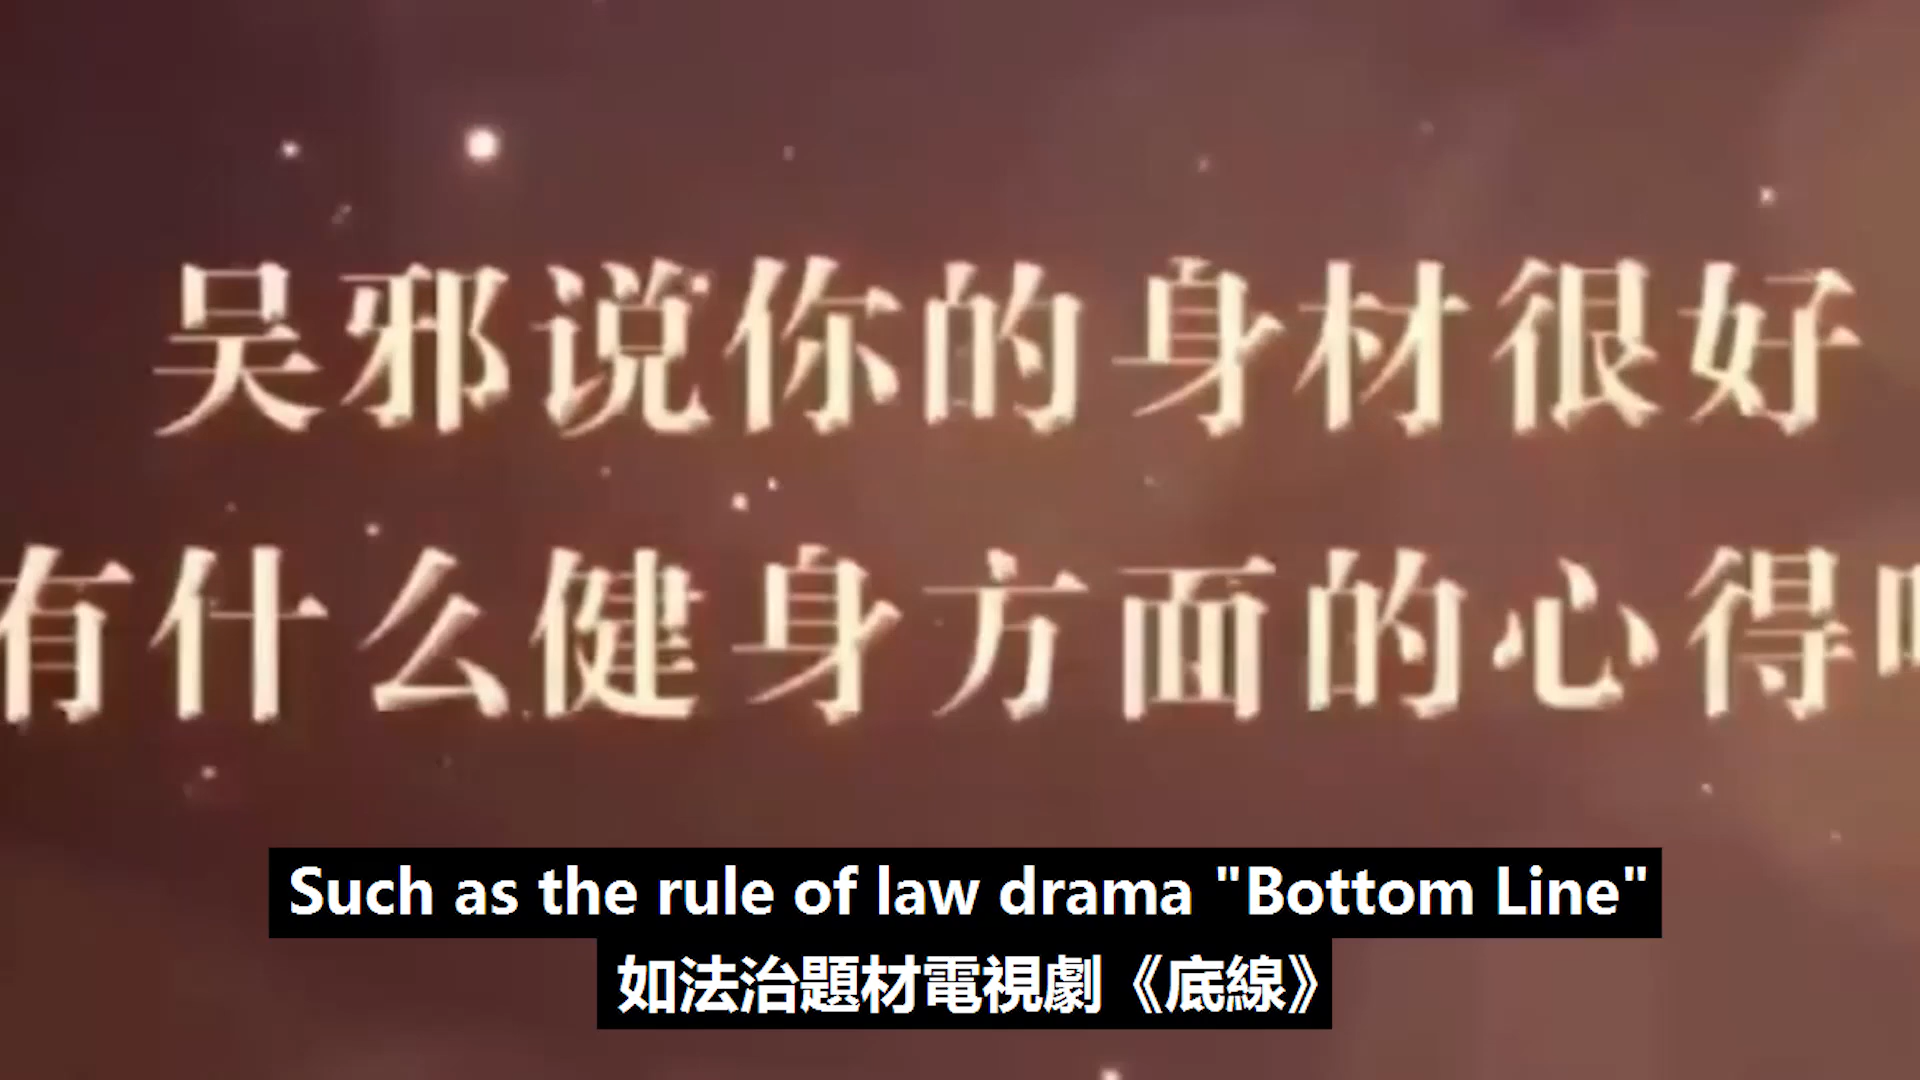 吴邪说你的身材很好
有什么健身方面的心得
Such as the rule of law drama "Bottom Line"
如法治題材電視劇《底線》